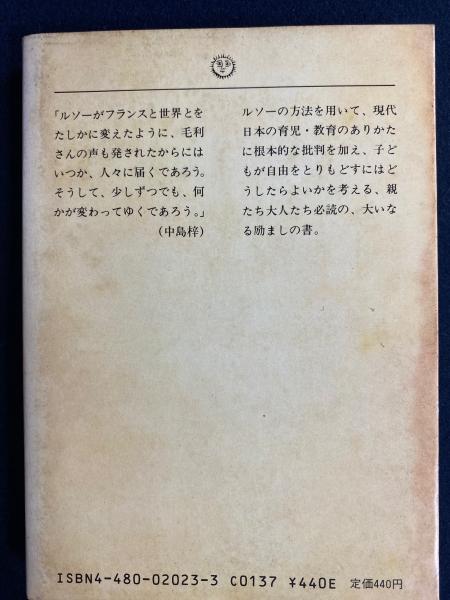 「ルソーがフランスと世界とを
たしかに変えたように、毛利
さんの声も発されたからには
いつか、人々に届くであろう。
そうして、少しずつでも、何
かが変わってゆくであろう。」
(中島梓)
ルソーの方法を用いて、現代
日本の育児・教育のありかた
に根本的な批判を加え、子ど
もが自由をとりもどすにはど
うしたらよいかを考える、親
たち大人たち必読の、大いな
る励ましの書。
ISBN4-480-02023-3 C0137 ¥440E 定価440円